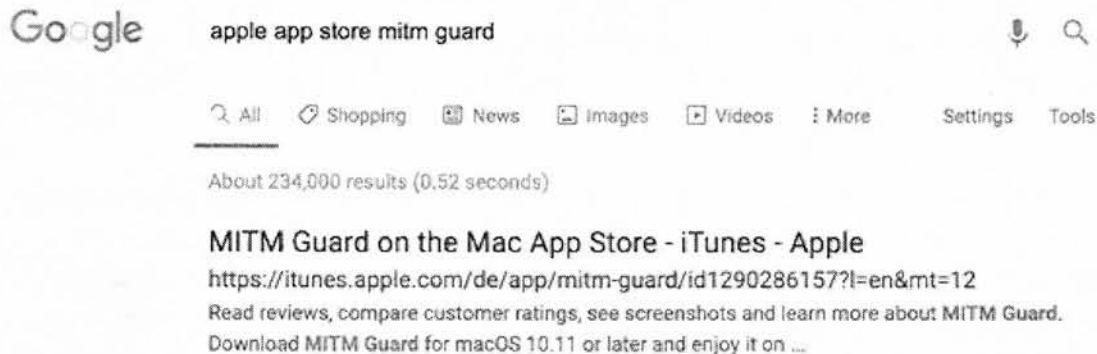 Google apple app store mitm guard
All Shopping News Images Videos More Settings Tools
About 234,000 results (0.52 seconds)
MITM Guard on the Mac App Store - iTunes - Apple
https://itunes.apple.com/de/app/mitm-guard/id1290286157?l=en&mt=12
Read reviews, compare customer ratings, see screenshots and learn more about MITM Guard.
Download MITM Guard for macOS 10.11 or later and enjoy it on ...